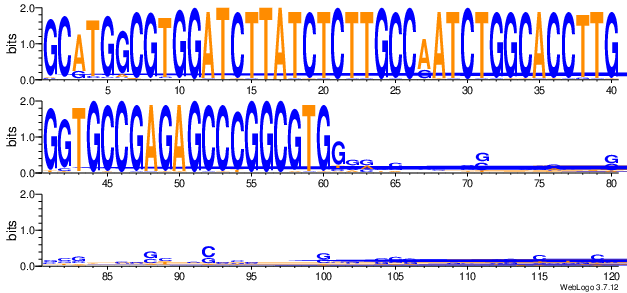 bits
2.0
1.0
0.0
GCATGGCGTGGATCTTATCTCTTGCCAATCTGGCACCTTG
5 10 15 20 25 30 35 40
bits
2.0
1.0
0.0
GGTGCCGAGAGCCCGGCGTGGGG C G G
45 50 55 60 65 70 75 80
bits
2.0
1.0
0.0
G G C G C C
85 90 95 100 105 110 115 120
WebLogo 3.7.12